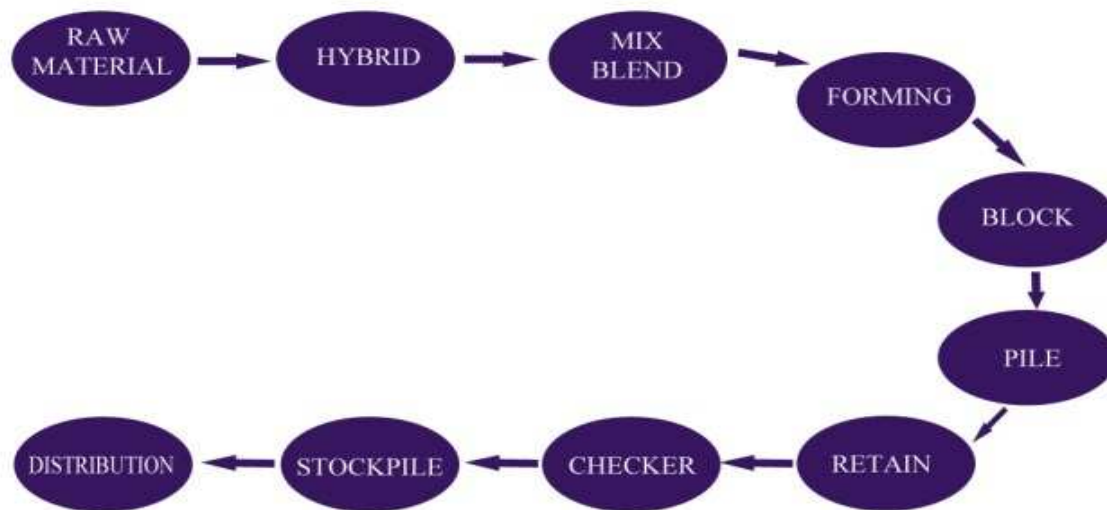 RAW
MATERIAL
HYBRID
MIX
BLEND
FORMING
BLOCK
PILE
RETAIN
CHECKER
STOCKPILE
DISTRIBUTION